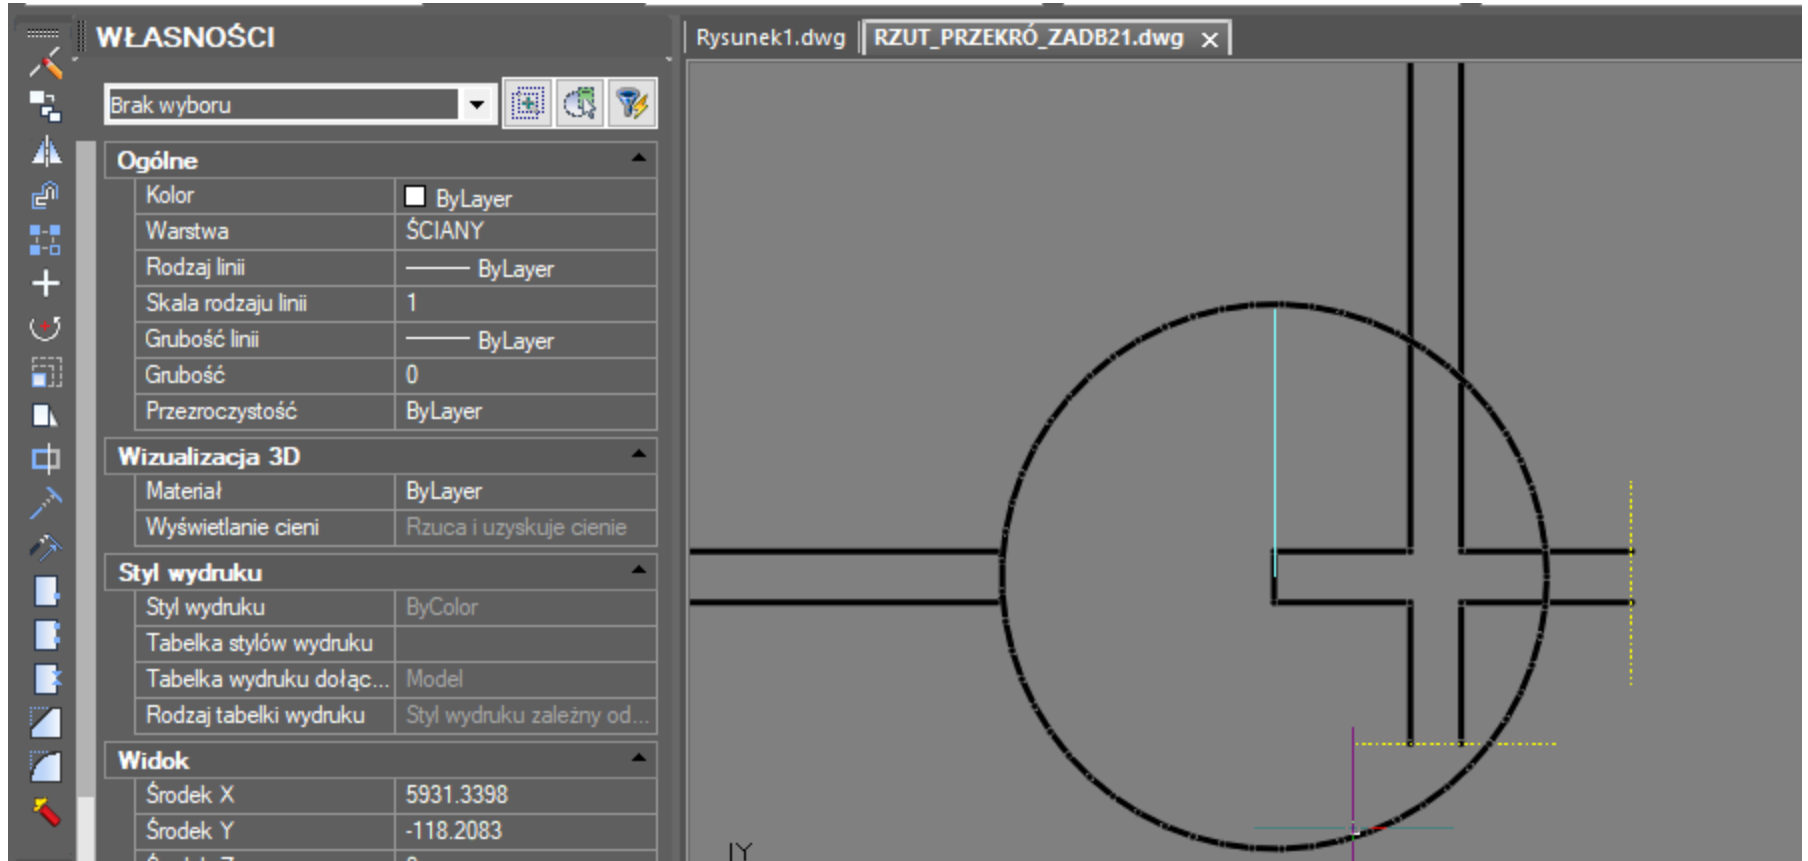 WŁASNOŚCI
Rysunek1.dwg
RZUT_PRZEKRÓ_ZADB21.dwg
Brak wyboru
Ogólne
Kolor ByLayer
Warstwa ŚCIANY
Rodzaj linii ByLayer
Skala rodzaju linii 1
Grubość linii ByLayer
Grubość 0
Przezroczystość ByLayer
Wizualizacja 3D
Materiał ByLayer
Wyświetlanie cieni Rzuca i uzyskuje cienie
Styl wydruku
Styl wydruku ByColor
Tabelka stylów wydruku
Tabelka wydruku dołąc... Model
Rodzaj tabelki wydruku Styl wydruku zależny od...
Widok
Środek X 5931.3398
Środek Y -118.2083
Y